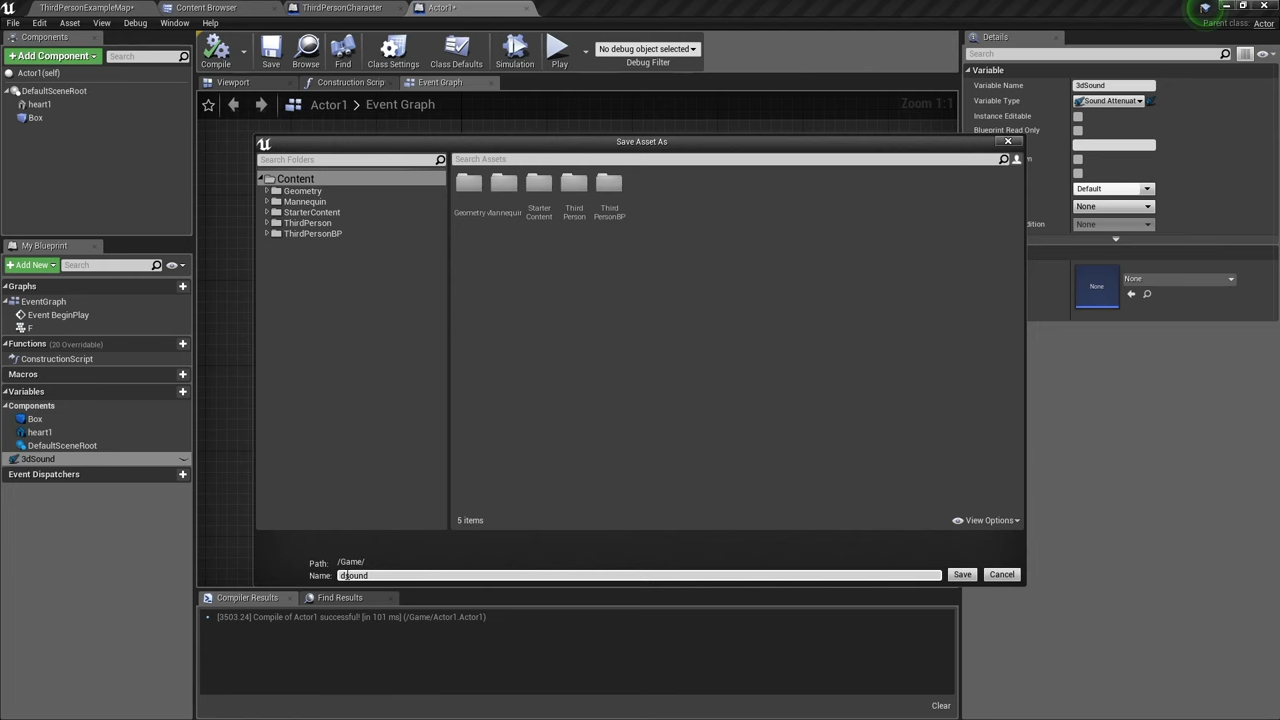 ThirdPersonExampleMap•
Content Browser
ThirdPersonCharacter
Actor1•
File Edit Asset View Debug Window Help
Parent class: Actor
Components
+Add Component
Search
Actor1(self)
DefaultSceneRoot
heart1
Box
Compile
Save
Browse
Find
Class Settings
Class Defaults
Simulation
Play
No debug object selected
Debug Filter
Viewport
Construction Scrip
Event Graph
Actor1 > Event Graph
Zoom 1:1
Save Asset As
Search Folders
Search Assets
Content
Geometry
Mannequin
StarterContent
ThirdPerson
ThirdPersonBP
Geometry
Starter Content
Third Person
Third PersonBP
5 items
View Options
Path: /Game/
Name:
Save
Cancel
My Blueprint
+Add New
Search
Graphs
EventGraph
Event BeginPlay
F
Functions (20 Overridable)
ConstructionScript
Macros
Variables
Components
Box
heart1
DefaultSceneRoot
3dSound
Event Dispatchers
Compiler Results
Find Results
• [3503.24] Compile of Actor1 successful! [in 101 ms] (/Game/Actor1.Actor1)
Clear
Details
Search
Variable
Variable Name 3dSound
Variable Type Sound Attenuat
Instance Editable
Blueprint Read Only
Default
None
None
None
None